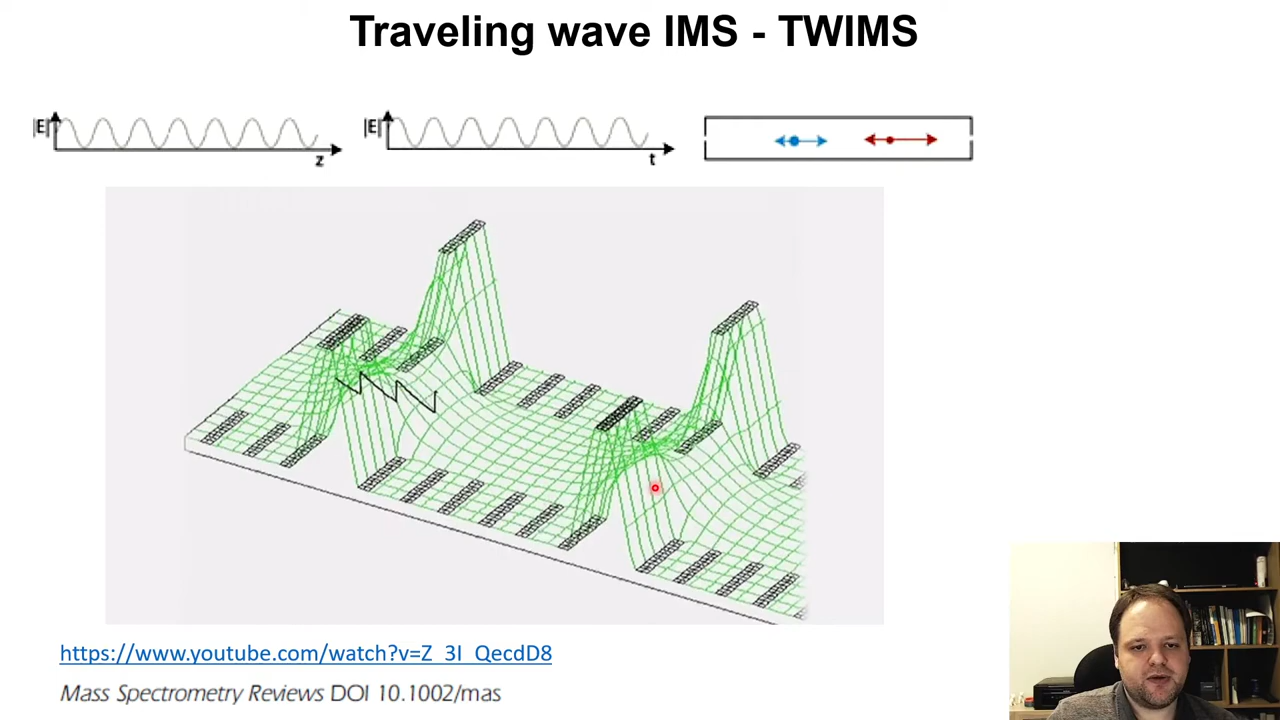 Traveling wave IMS - TWIMS
|E|
z
|E|
t
https://www.youtube.com/watch?v=Z_3I_QecdD8
Mass Spectrometry Reviews DOI 10.1002/mas